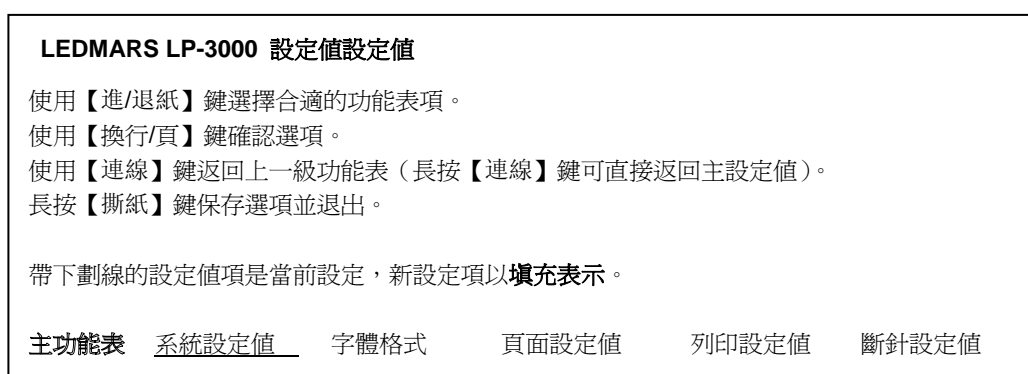 LEDMARS LP-3000 設定值設定值
使用【進/退紙】鍵選擇合適的功能表項。
使用【換行/頁】鍵確認選項。
使用【連線】鍵返回上一級功能表（長按【連線】鍵可直接返回主設定值）。
長按【撕紙】鍵保存選項並退出。
帶下劃線的設定值項是當前設定，新設定項以填充表示。
主功能表 系統設定值 字體格式 頁面設定值 列印設定值 斷針設定值